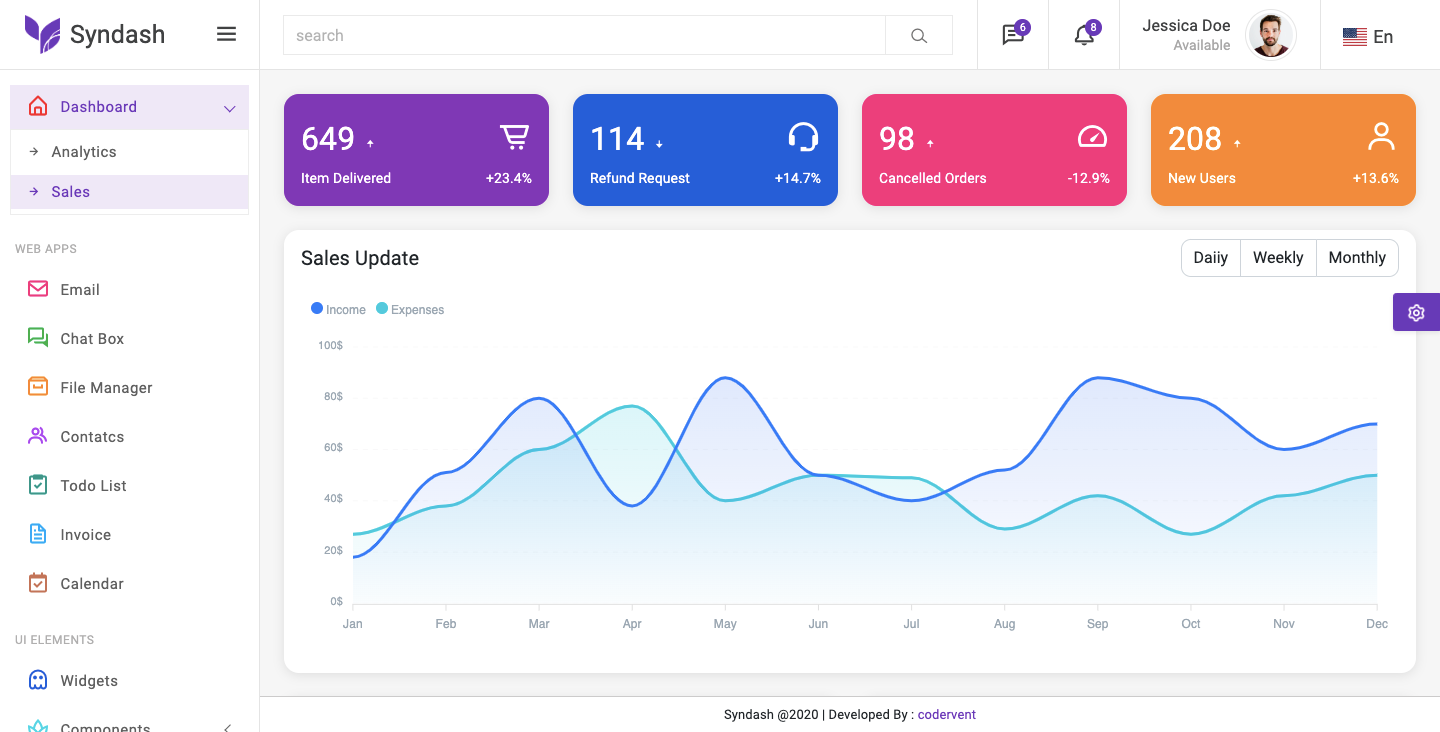 Syndash
search
6
8
Jessica Doe
Available
En
Dashboard
Analytics
Sales
WEB APPS
Email
Chat Box
File Manager
Contatcs
Todo List
Invoice
Calendar
UI ELEMENTS
Widgets
Components
649
Item Delivered +23.4%
114
Refund Request +14.7%
98
Cancelled Orders -12.9%
208
New Users +13.6%
Sales Update
Daiiy Weekly Monthly
Income Expenses
100$
80$
60$
40$
20$
0$
Jan Feb Mar Apr May Jun Jul Aug Sep Oct Nov Dec
Syndash @2020 | Developed By : codervent